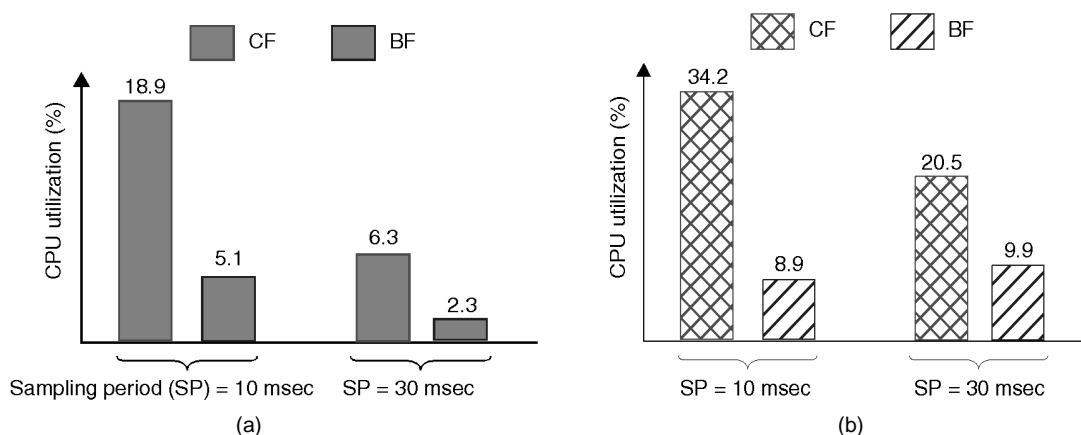 CF BF
CPU utilization (%)
18.9
5.1
6.3
2.3
Sampling period (SP) = 10 msec SP = 30 msec
(a)
CF BF
CPU utilization (%)
34.2
8.9
20.5
9.9
SP = 10 msec SP = 30 msec
(b)